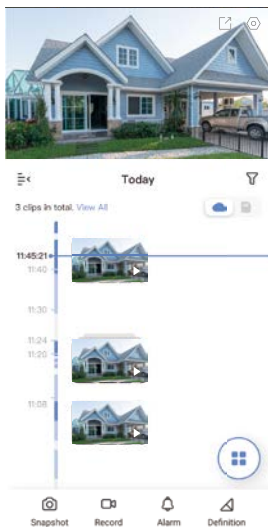 Today
3 clips in total. View All
11:45:21
11:40
11:30
11:24
11:20
11:08
Snapshot
Record
Alarm
Definition